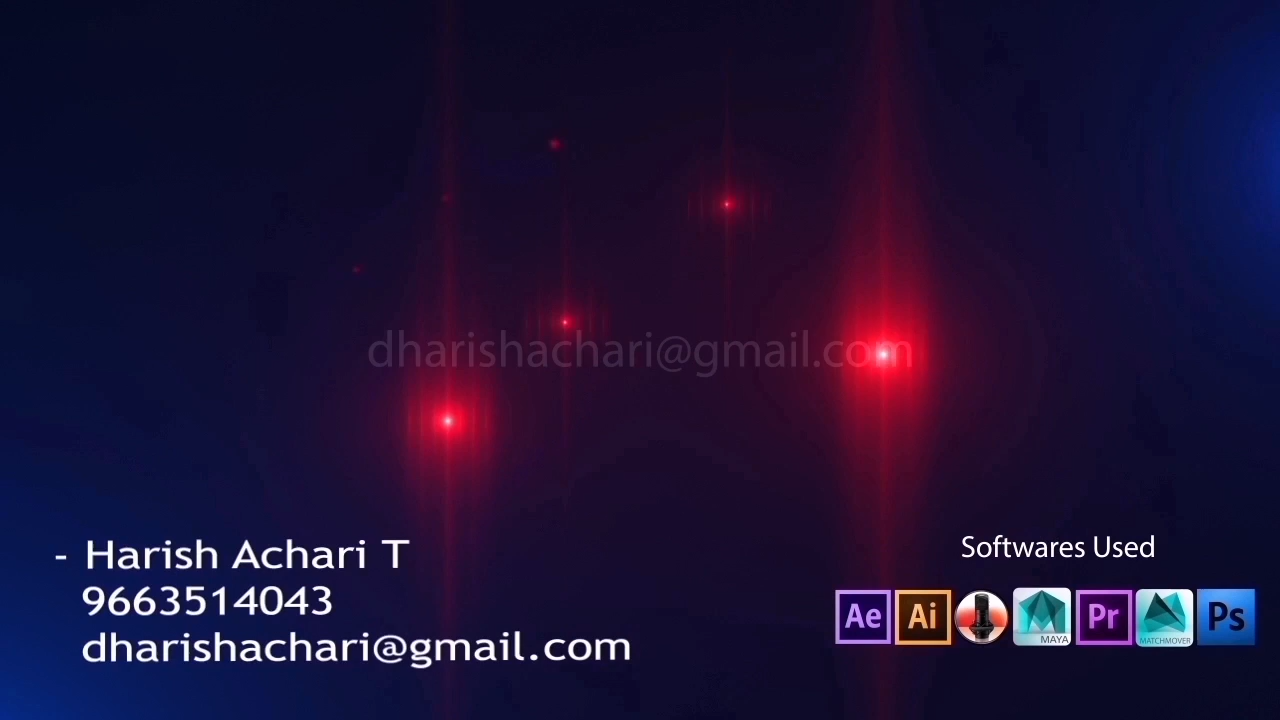 dharishachari@gmail.com
- Harish Achari T
9663514043
dharishachari@gmail.com
Softwares Used
Ae Ai MAYA Pr MATCHMOVER Ps